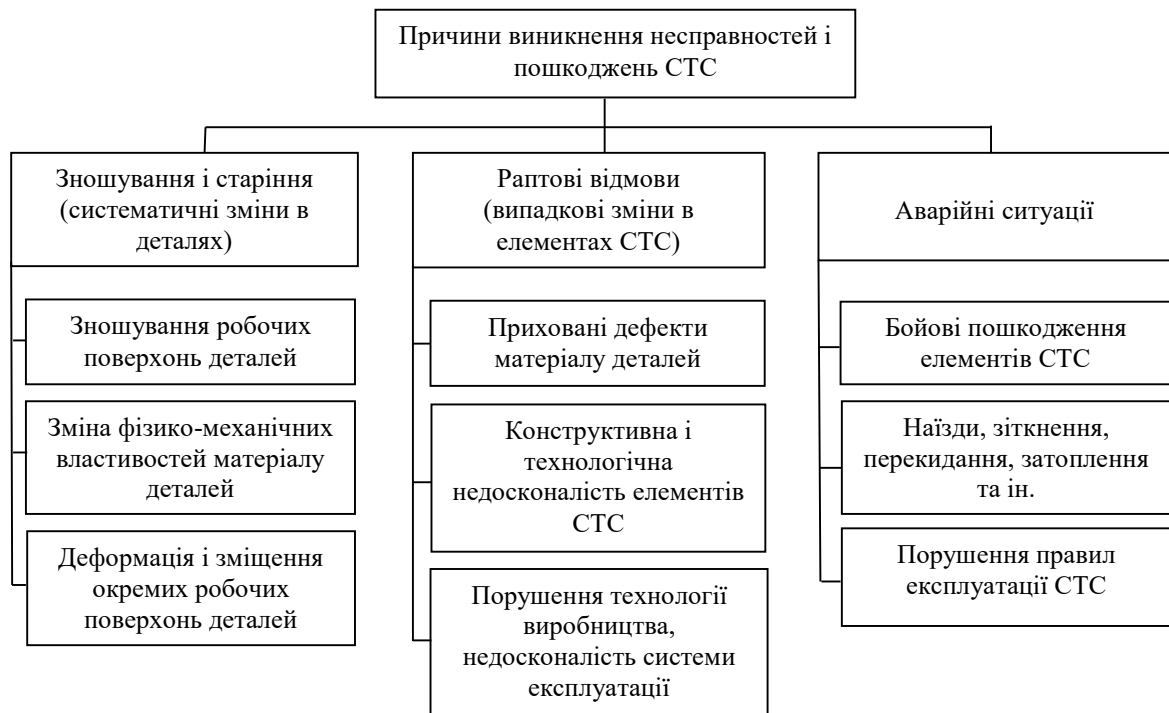 Причини виникнення несправностей і
пошкоджень СТС
Зношування і старіння
(систематичні зміни в
деталях)
Зношування робочих
поверхонь деталей
Зміна фізико-механічних
властивостей матеріалу
деталей
Деформація і зміщення
окремих робочих
поверхонь деталей
Раптові відмови
(випадкові зміни в
елементах СТС)
Приховані дефекти
матеріалу деталей
Конструктивна і
технологічна
недосконалість елементів
СТС
Порушення технології
виробництва,
недосконалість системи
експлуатації
Аварійні ситуації
Бойові пошкодження
елементів СТС
Наїзди, зіткнення,
перекидання, затоплення
та ін.
Порушення правил
експлуатації СТС